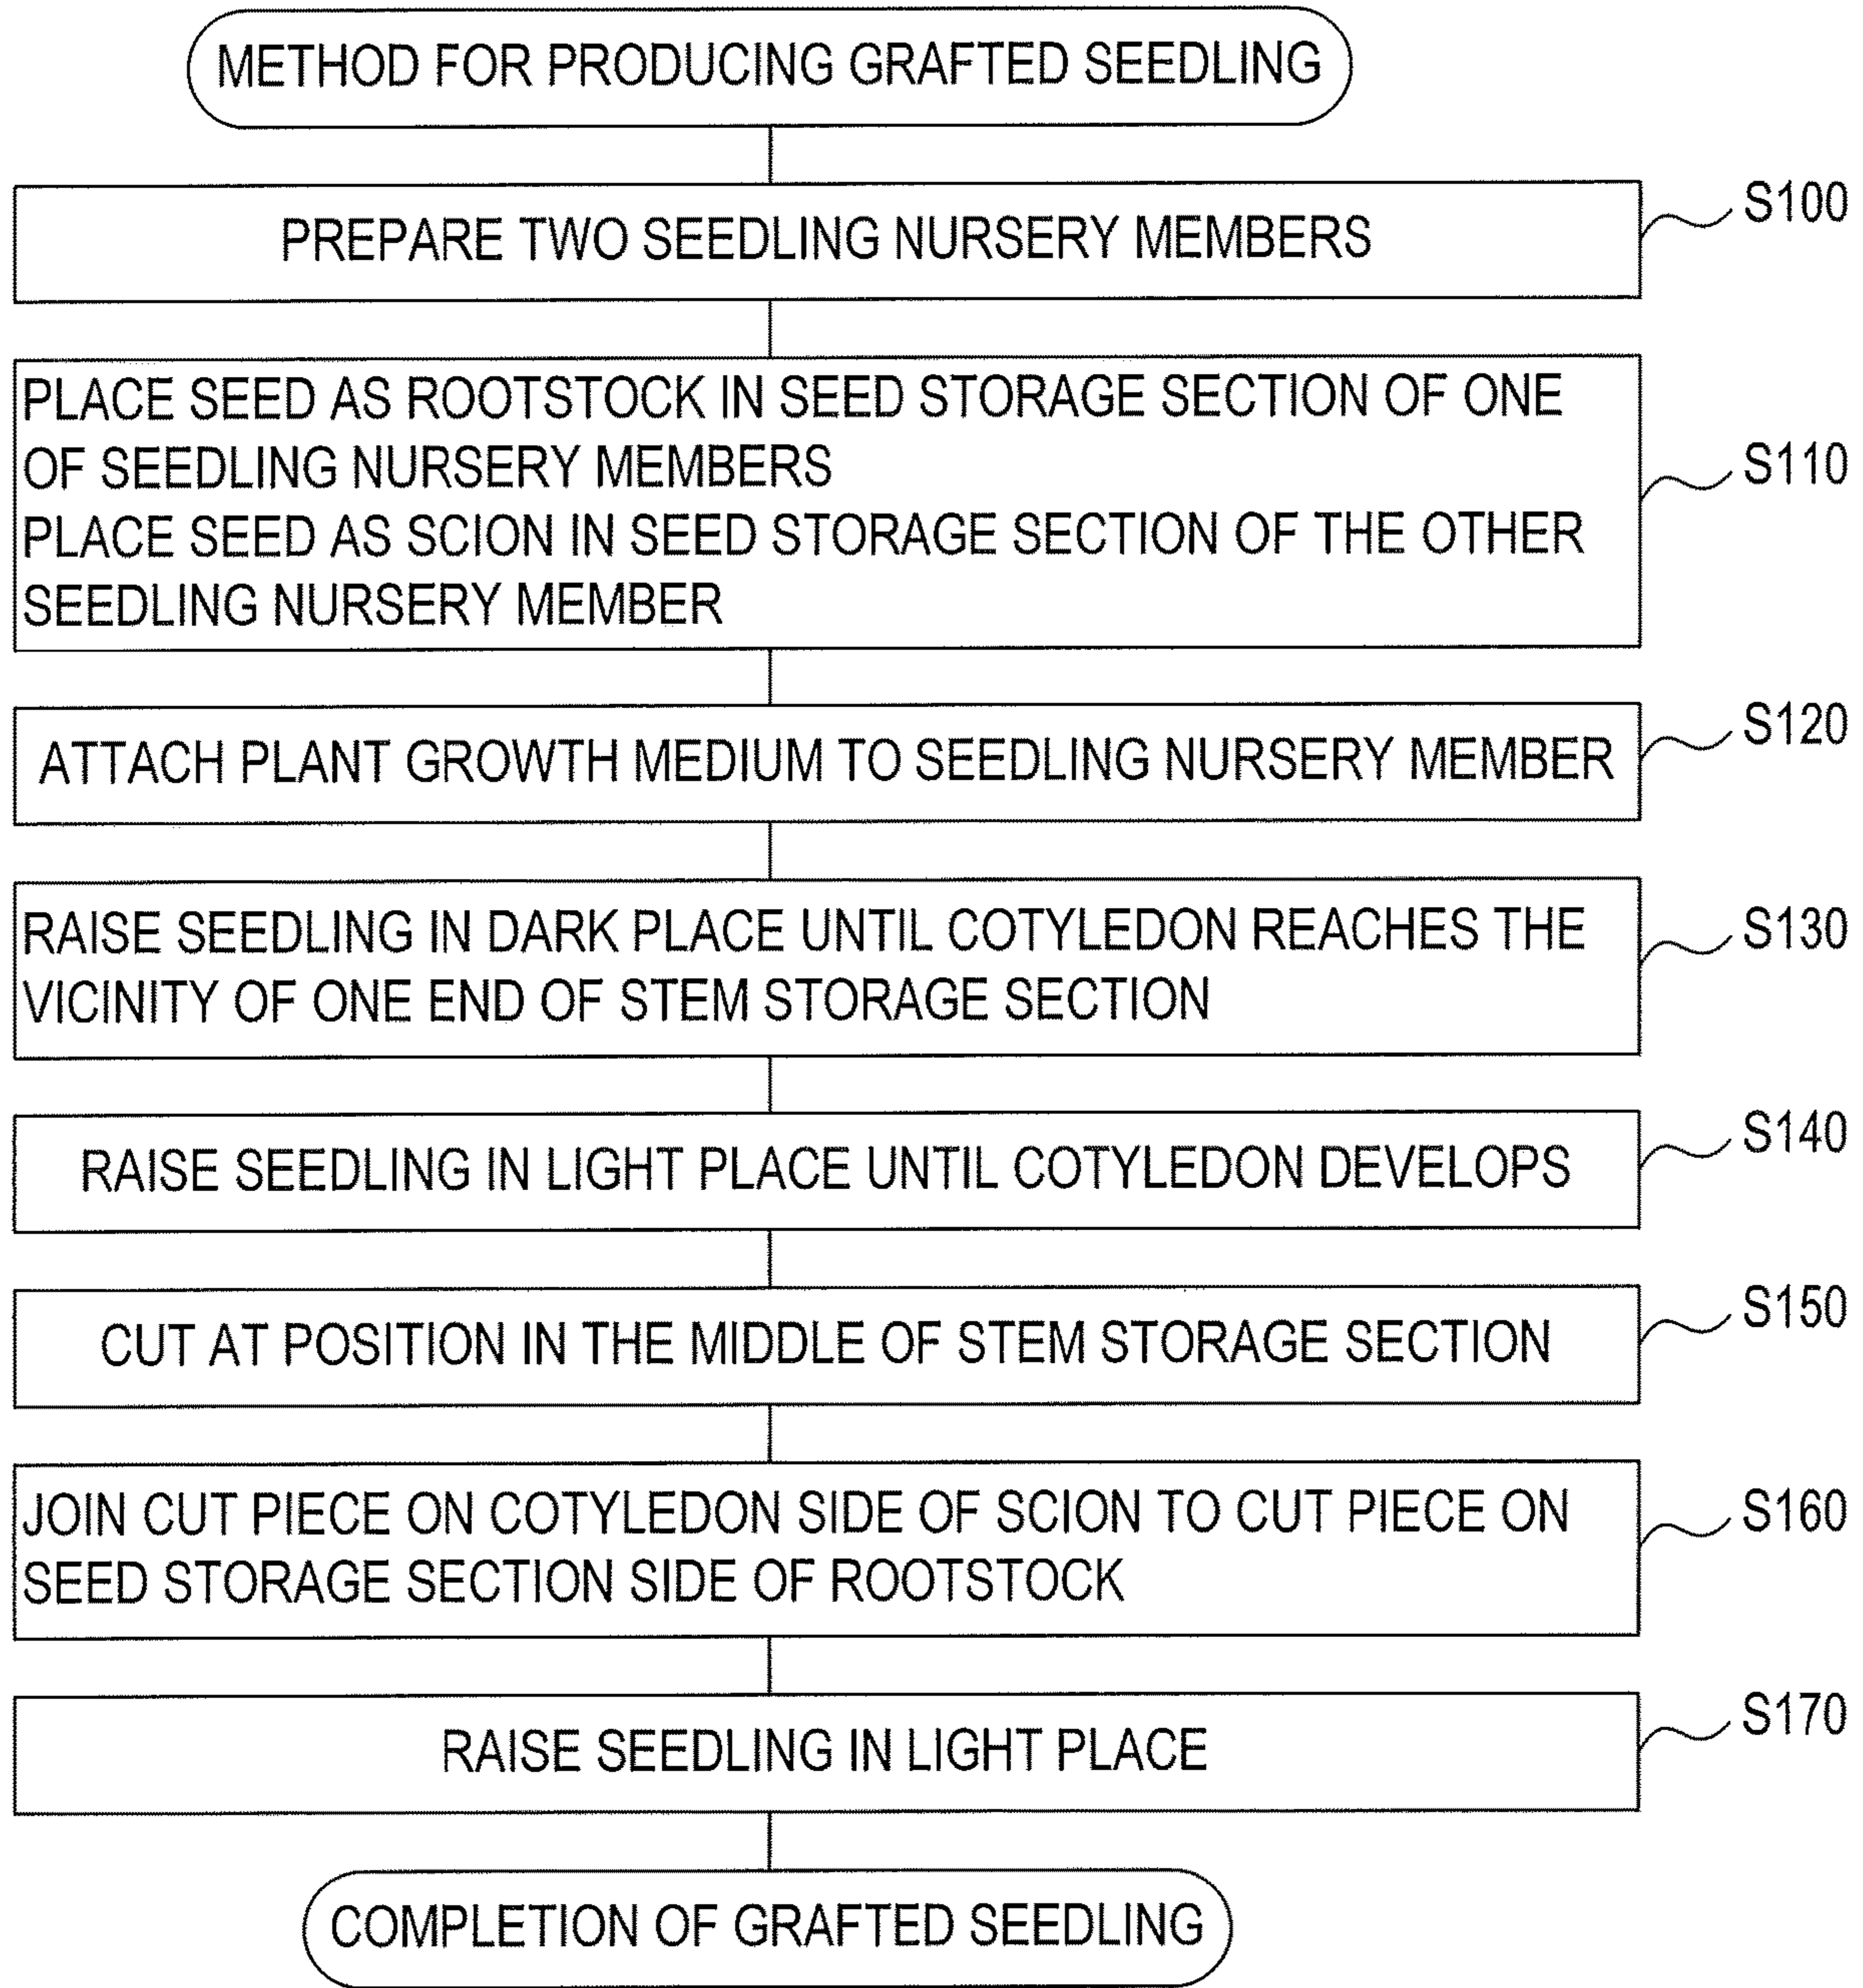 METHOD FOR PRODUCING GRAFTED SEEDLING
PREPARE TWO SEEDLING NURSERY MEMBERS
S100
PLACE SEED AS ROOTSTOCK IN SEED STORAGE SECTION OF ONE
OF SEEDLING NURSERY MEMBERS
PLACE SEED AS SCION IN SEED STORAGE SECTION OF THE OTHER
SEEDLING NURSERY MEMBER
S110
ATTACH PLANT GROWTH MEDIUM TO SEEDLING NURSERY MEMBER
S120
RAISE SEEDLING IN DARK PLACE UNTIL COTYLEDON REACHES THE
VICINITY OF ONE END OF STEM STORAGE SECTION
S130
RAISE SEEDLING IN LIGHT PLACE UNTIL COTYLEDON DEVELOPS
S140
CUT AT POSITION IN THE MIDDLE OF STEM STORAGE SECTION
S150
JOIN CUT PIECE ON COTYLEDON SIDE OF SCION TO CUT PIECE ON
SEED STORAGE SECTION SIDE OF ROOTSTOCK
S160
RAISE SEEDLING IN LIGHT PLACE
S170
COMPLETION OF GRAFTED SEEDLING